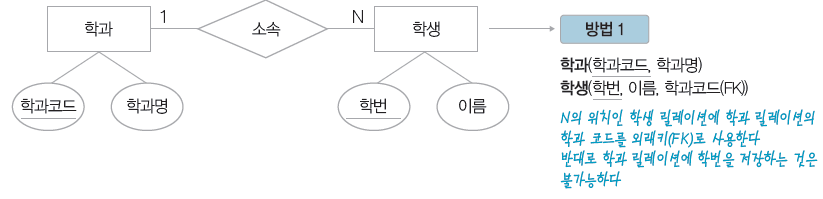 학과
1
소속
N
학생
방법 1
학과코드
학과명
학번
이름
학과(학과코드, 학과명)
학생(학번, 이름, 학과코드(FK))
N의 위치인 학생 릴레이션에 학과 릴레이션의
학과 코드를 외래키(FK)로 사용한다
반대로 학과 릴레이션에 학번을 저장하는 것은
불가능하다